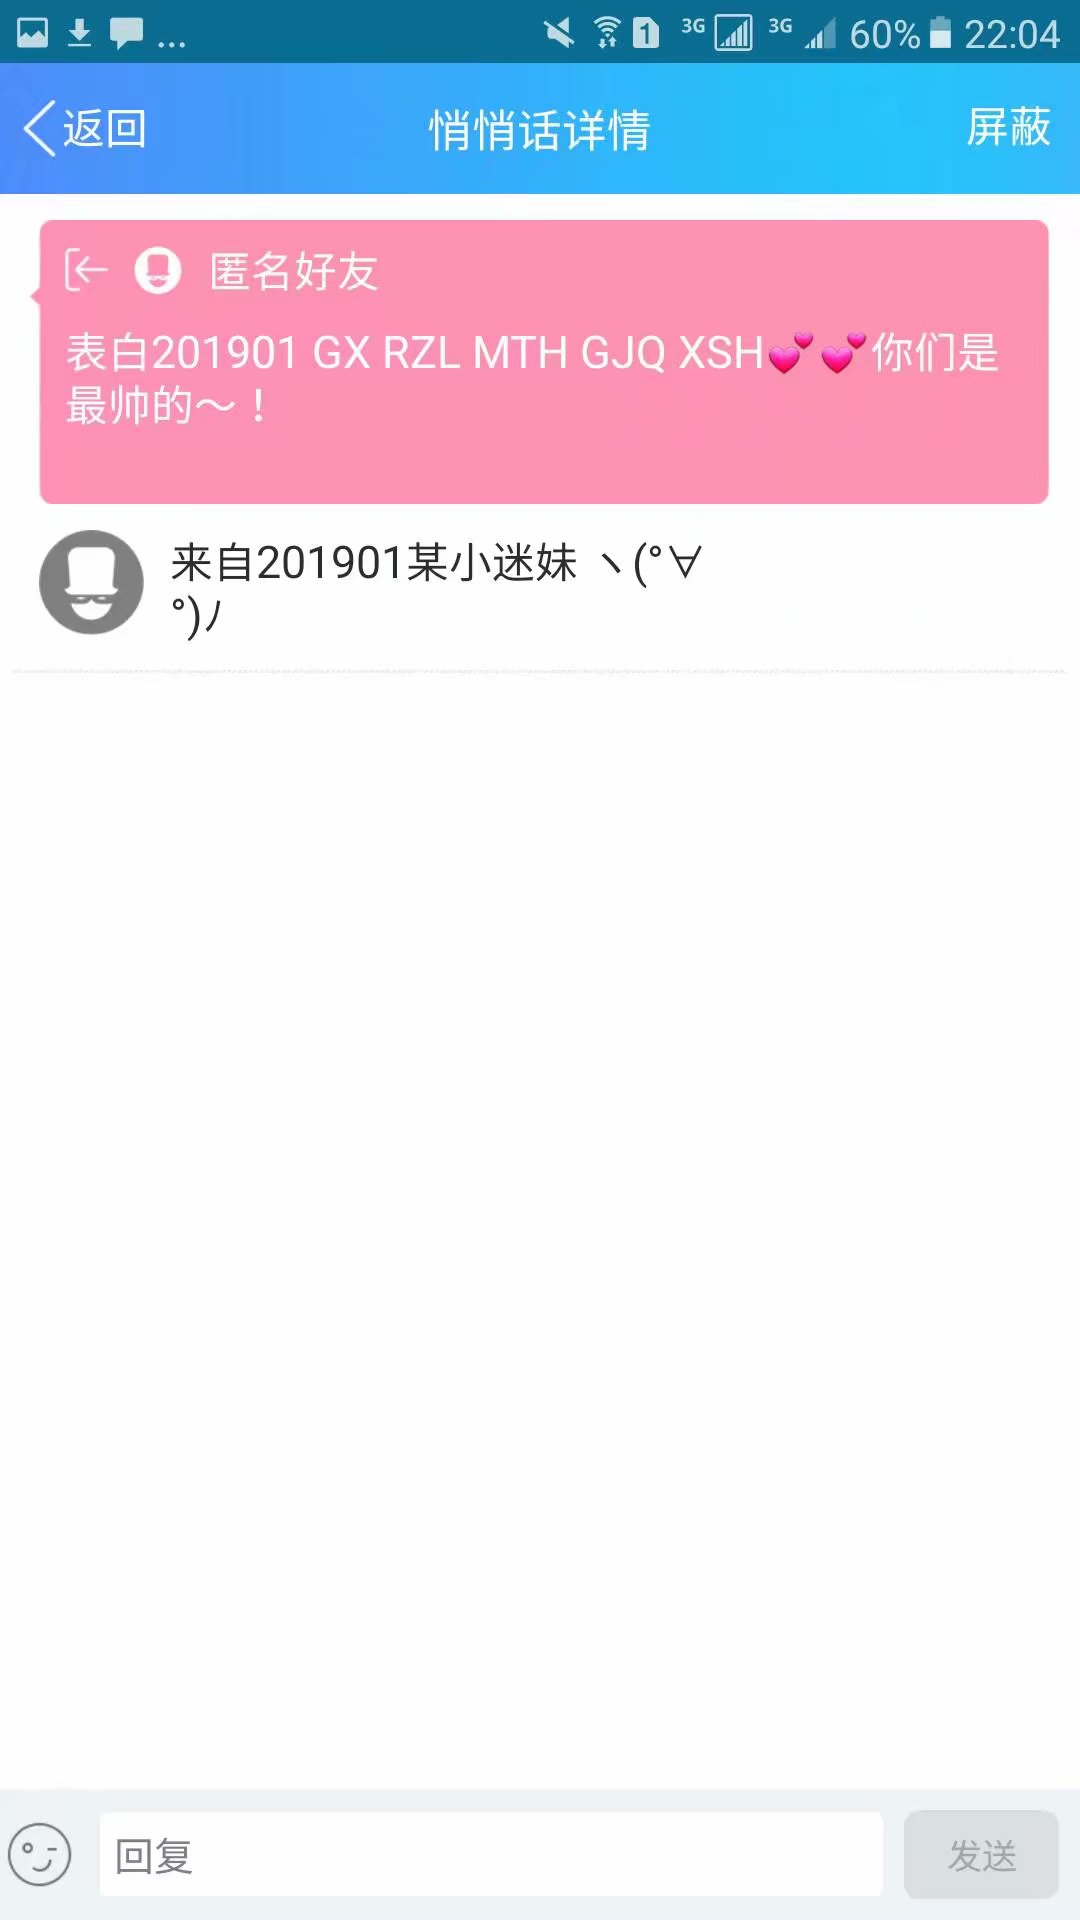 ... 1 3G 3G 60% 22:04
返回 悄悄话详情 屏蔽
匿名好友
表白201901 GX RZL MTH GJQ XSH💕💕你们是
最帅的～！
来自201901某小迷妹 ヽ(°∀
°)ﾉ
回复 发送